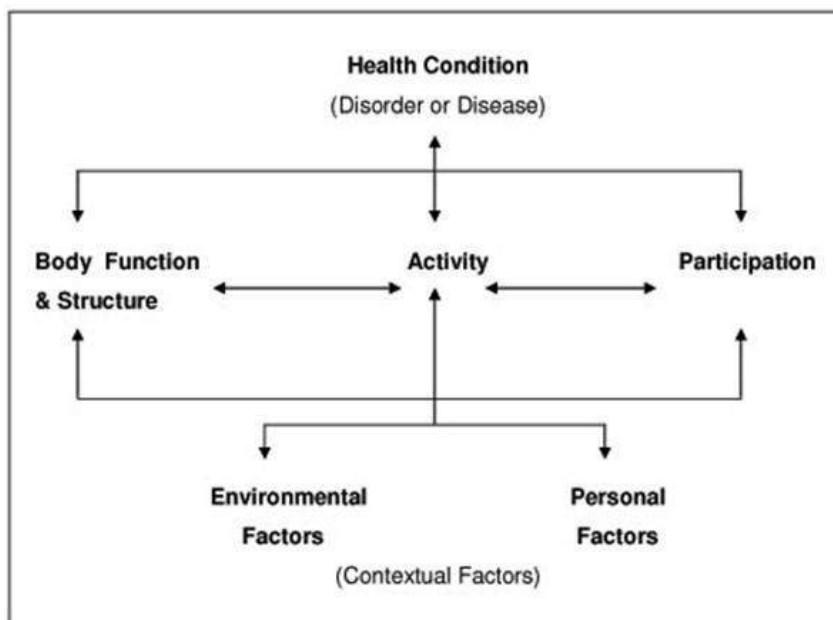 Health Condition
(Disorder or Disease)
Body Function
& Structure
Activity
Participation
Environmental
Factors
Personal
Factors
(Contextual Factors)